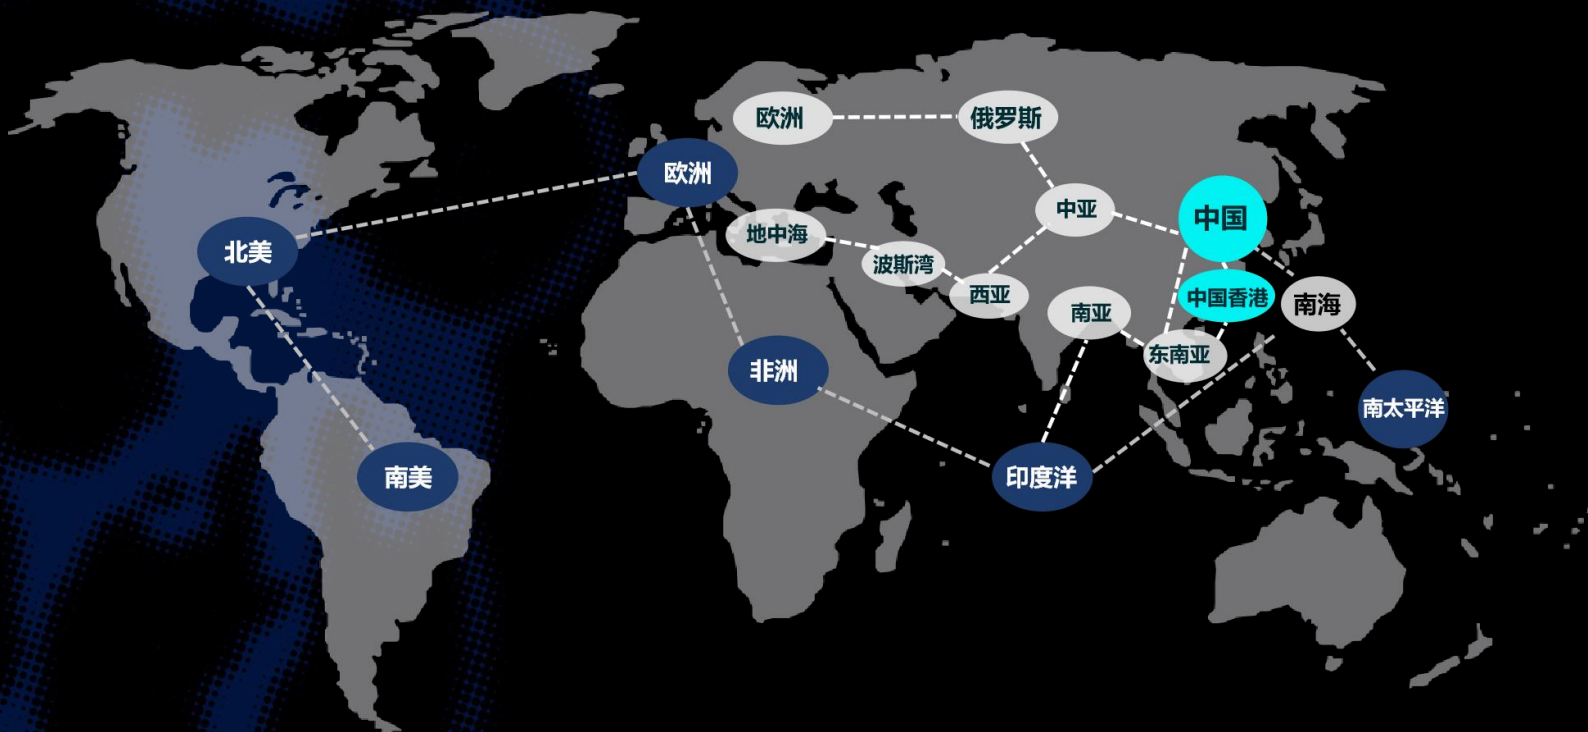 欧洲
俄罗斯
欧洲
中亚
中国
地中海
北美
波斯湾
西亚
中国香港
南海
南亚
东南亚
非洲
南太平洋
南美
印度洋